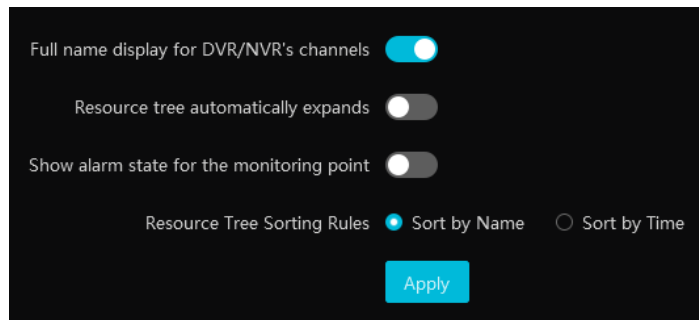 Full name display for DVR/NVR's channels
Resource tree automatically expands
Show alarm state for the monitoring point
Resource Tree Sorting Rules Sort by Name Sort by Time
Apply